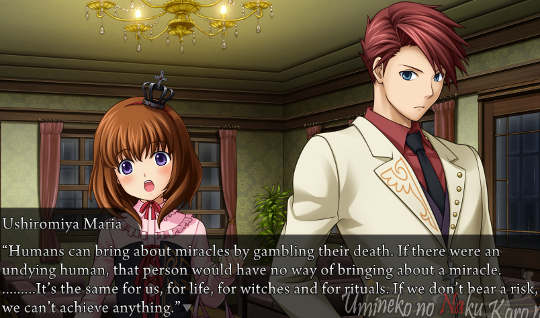 Ushiromiya Maria
“Humans can bring about miracles by gambling their death. If there were an
undying human, that person would have no way of bringing about a miracle.
.........It’s the same for us, for life, for witches and for rituals. If we don’t bear a risk,
we can’t achieve anything.”
Umineko no Naku Koro n